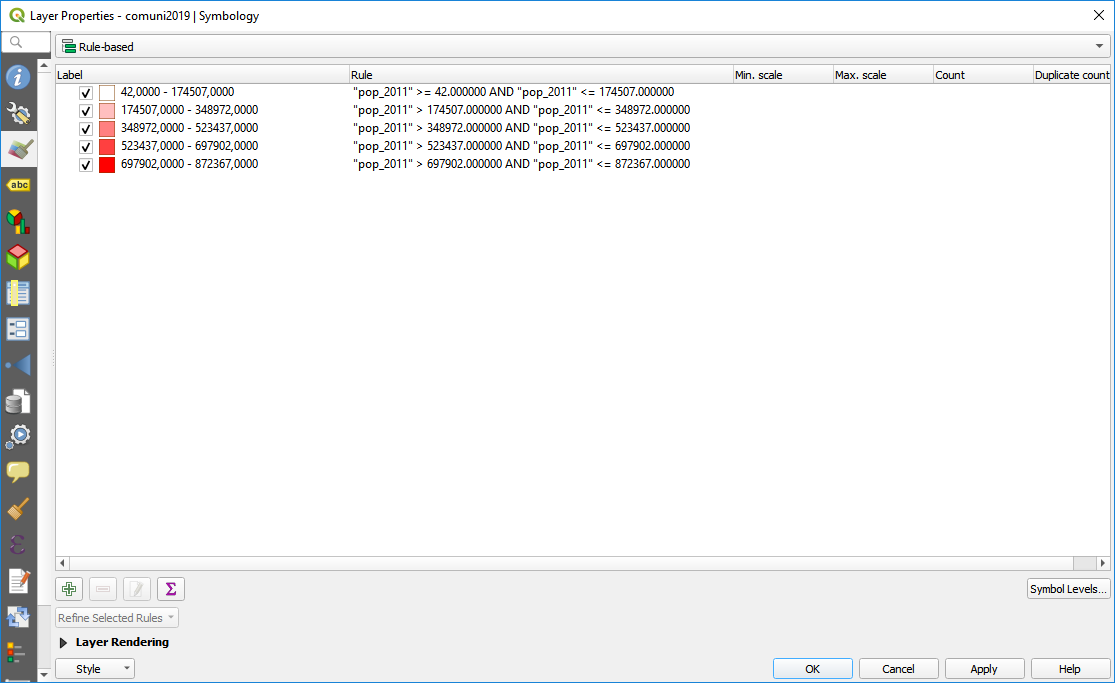 Layer Properties - comuni2019 | Symbology
Rule-based
Label Rule Min. scale Max. scale Count Duplicate count
42,0000 - 174507,0000 "pop_2011" >= 42.000000 AND "pop_2011" <= 174507.000000
174507,0000 - 348972,0000 "pop_2011" > 174507.000000 AND "pop_2011" <= 348972.000000
348972,0000 - 523437,0000 "pop_2011" > 348972.000000 AND "pop_2011" <= 523437.000000
523437,0000 - 697902,0000 "pop_2011" > 523437.000000 AND "pop_2011" <= 697902.000000
697902,0000 - 872367,0000 "pop_2011" > 697902.000000 AND "pop_2011" <= 872367.000000
abc
Σ
Symbol Levels...
Refine Selected Rules
Layer Rendering
Style OK Cancel Apply Help